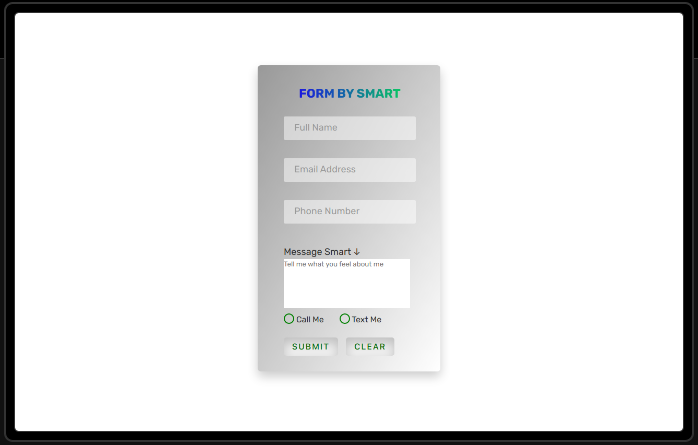 FORM BY SMART
Full Name
Email Address
Phone Number
Message Smart ↓
Tell me what you feel about me
Call Me Text Me
SUBMIT CLEAR